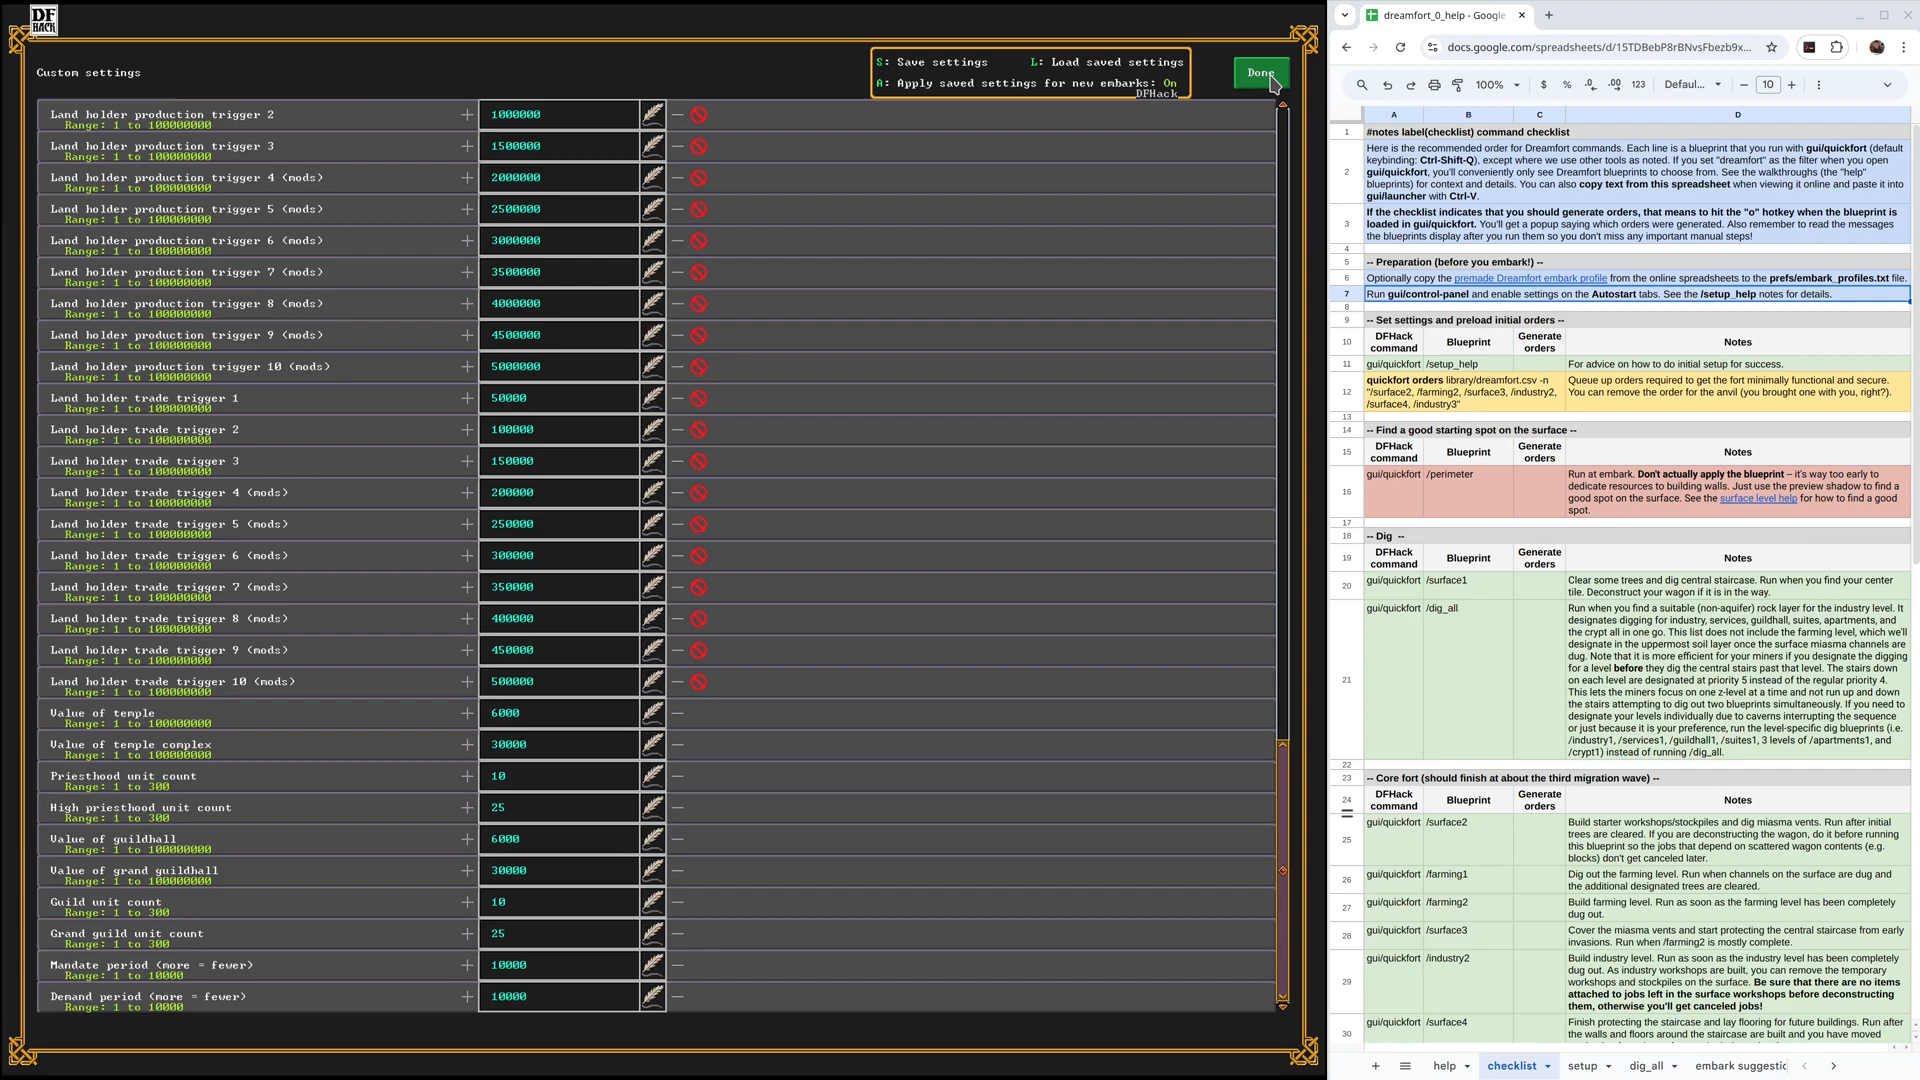 DF
HACK
Custom settings
S: Save settings L: Load saved settings
A: Apply saved settings for new embarks: On
DFHack
Done
Land holder production trigger 2
Range: 1 to 100000000
1000000
Land holder production trigger 3
Range: 1 to 100000000
1500000
Land holder production trigger 4 (mods)
Range: 1 to 100000000
2000000
Land holder production trigger 5 (mods)
Range: 1 to 100000000
2500000
Land holder production trigger 6 (mods)
Range: 1 to 100000000
3000000
Land holder production trigger 7 (mods)
Range: 1 to 100000000
3500000
Land holder production trigger 8 (mods)
Range: 1 to 100000000
4000000
Land holder production trigger 9 (mods)
Range: 1 to 100000000
4500000
Land holder production trigger 10 (mods)
Range: 1 to 100000000
5000000
Land holder trade trigger 1
Range: 1 to 100000000
50000
Land holder trade trigger 2
Range: 1 to 100000000
100000
Land holder trade trigger 3
Range: 1 to 100000000
150000
Land holder trade trigger 4 (mods)
Range: 1 to 100000000
200000
Land holder trade trigger 5 (mods)
Range: 1 to 100000000
250000
Land holder trade trigger 6 (mods)
Range: 1 to 100000000
300000
Land holder trade trigger 7 (mods)
Range: 1 to 100000000
350000
Land holder trade trigger 8 (mods)
Range: 1 to 100000000
400000
Land holder trade trigger 9 (mods)
Range: 1 to 100000000
450000
Land holder trade trigger 10 (mods)
Range: 1 to 100000000
500000
Value of temple
Range: 1 to 100000000
6000
Value of temple complex
Range: 1 to 100000000
30000
Priesthood unit count
Range: 1 to 300
10
High priesthood unit count
Range: 1 to 300
25
Value of guildhall
Range: 1 to 100000000
6000
Value of grand guildhall
Range: 1 to 100000000
30000
Guild unit count
Range: 1 to 300
10
Grand guild unit count
Range: 1 to 300
25
Mandate period (more = fewer)
Range: 1 to 10000
10000
Demand period (more = fewer)
Range: 1 to 10000
10000
dreamfort_0_help - Google
docs.google.com/spreadsheets/d/15TDBebP8rBNvsFbezb9x...
100% $ % .0 .00 123 Defaul... 10
A B C D
1 #notes label(checklist) command checklist
2 Here is the recommended order for Dreamfort commands. Each line is a blueprint that you run with gui/quickfort (default
keybinding: Ctrl-Shift-Q), except where we use other tools as noted. If you set "dreamfort" as the filter when you open
gui/quickfort, you'll conveniently only see Dreamfort blueprints to choose from. See the walkthroughs (the "help"
blueprints) for context and details. You can also copy text from this spreadsheet when viewing it online and paste it into
gui/launcher with Ctrl-V.
3 If the checklist indicates that you should generate orders, that means to hit the "o" hotkey when the blueprint is
loaded in gui/quickfort. You'll get a popup saying which orders were generated. Also remember to read the messages
the blueprints display after you run them so you don't miss any important manual steps!
4
5 -- Preparation (before you embark!) --
6 Optionally copy the premade Dreamfort embark profile from the online spreadsheets to the prefs/embark_profiles.txt file.
7 Run gui/control-panel and enable settings on the Autostart tabs. See the /setup_help notes for details.
8
9 -- Set settings and preload initial orders --
10 DFHack command Blueprint Generate orders Notes
11 gui/quickfort /setup_help For advice on how to do initial setup for success.
12 quickfort orders library/dreamfort.csv -n
"/surface2, /farming2, /surface3, /industry2,
/surface4, /industry3"
Queue up orders required to get the fort minimally functional and secure.
You can remove the order for the anvil (you brought one with you, right?).
13
14 -- Find a good starting spot on the surface --
15 DFHack command Blueprint Generate orders Notes
16 gui/quickfort /perimeter
Run at embark. Don't actually apply the blueprint – it's way too early to
dedicate resources to building walls. Just use the preview shadow to find a
good spot on the surface. See the surface level help for how to find a good
spot.
17
18 -- Dig --
19 DFHack command Blueprint Generate orders Notes
20 gui/quickfort /surface1
Clear some trees and dig central staircase. Run when you find your center
tile. Deconstruct your wagon if it is in the way.
21 gui/quickfort /dig_all
Run when you find a suitable (non-aquifer) rock layer for the industry level. It
designates digging for industry, services, guildhall, suites, apartments, and
the crypt all in one go. This list does not include the farming level, which we'll
designate in the uppermost soil layer once the surface miasma channels are
dug. Note that it is more efficient for your miners if you designate the digging
for a level before they dig the central stairs past that level. The stairs down
on each level are designated at priority 5 instead of the regular priority 4.
This lets the miners focus on one z-level at a time and not run up and down
the stairs attempting to dig out two blueprints simultaneously. If you need to
designate your levels individually due to caverns interrupting the sequence
or just because it is your preference, run the level-specific dig blueprints (i.e.
/industry1, /services1, /guildhall1, /suites1, 3 levels of /apartments1, and
/crypt1) instead of running /dig_all.
22
23 -- Core fort (should finish at about the third migration wave) --
24 DFHack command Blueprint Generate orders Notes
25 gui/quickfort /surface2
Build starter workshops/stockpiles and dig miasma vents. Run after initial
trees are cleared. If you are deconstructing the wagon, do it before running
this blueprint so the jobs that depend on scattered wagon contents (e.g.
blocks) don't get canceled later.
26 gui/quickfort /farming1
Dig out the farming level. Run when channels on the surface are dug and
the additional designated trees are cleared.
27 gui/quickfort /farming2
Build farming level. Run as soon as the farming level has been completely
dug out.
28 gui/quickfort /surface3
Cover the miasma vents and start protecting the central staircase from early
invasions. Run when /farming2 is mostly complete.
29 gui/quickfort /industry2
Build industry level. Run as soon as the industry level has been completely
dug out. As industry workshops are built, you can remove the temporary
workshops and stockpiles on the surface. Be sure that there are no items
attached to jobs left in the surface workshops before deconstructing
them, otherwise you'll get canceled jobs!
30 gui/quickfort /surface4
Finish protecting the staircase and lay flooring for future buildings. Run after
the walls and floors around the staircase are built and you have moved
help checklist setup dig_all embark suggestic